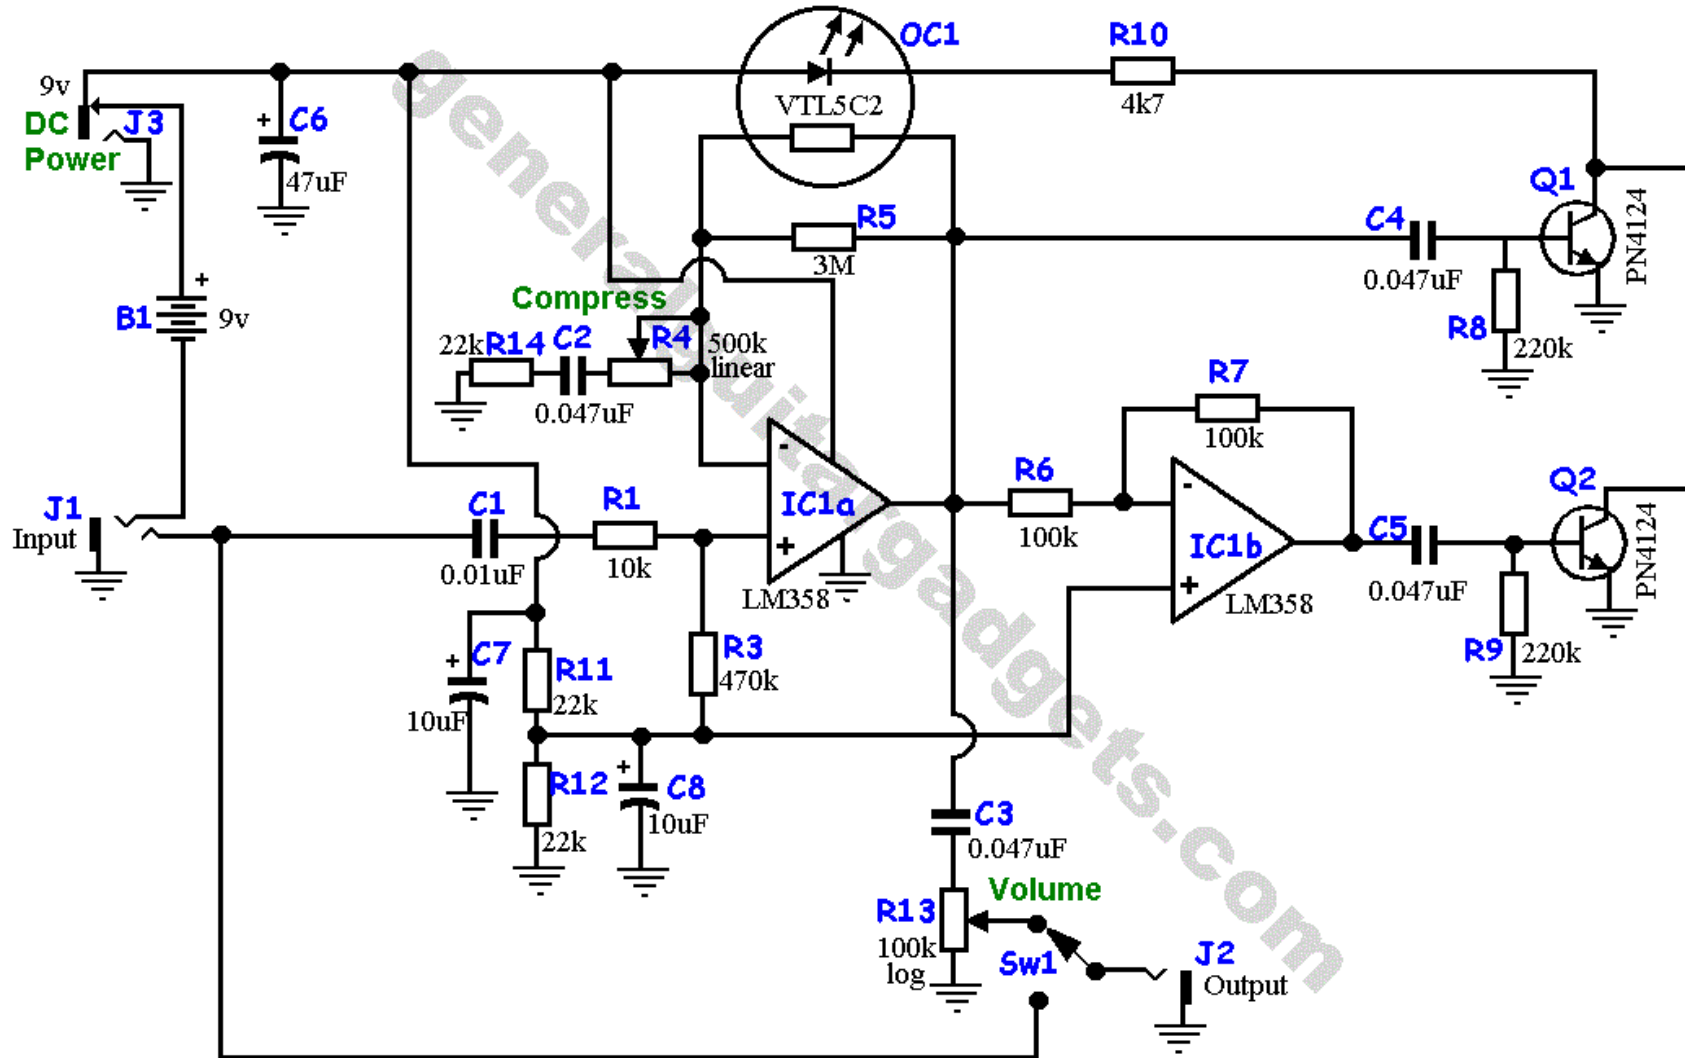 OC1
R10
9v
VTL5C2
4k7
DC
Power
J3
+
C6
47uF
Q1
PN4124
R5
3M
C4
0.047uF
Compress
+
B1
9v
R8
220k
22k
R14
C2
R4
500k
linear
0.047uF
R7
100k
-
R6
100k
-
Q2
PN4124
J1
Input
C1
0.01uF
R1
10k
IC1a
+
LM358
IC1b
+
LM358
C5
0.047uF
R9
220k
+
C7
10uF
R11
22k
R3
470k
R12
22k
+
C8
10uF
C3
0.047uF
Volume
R13
100k
log
Sw1
J2
Output
generalguitargadgets.com